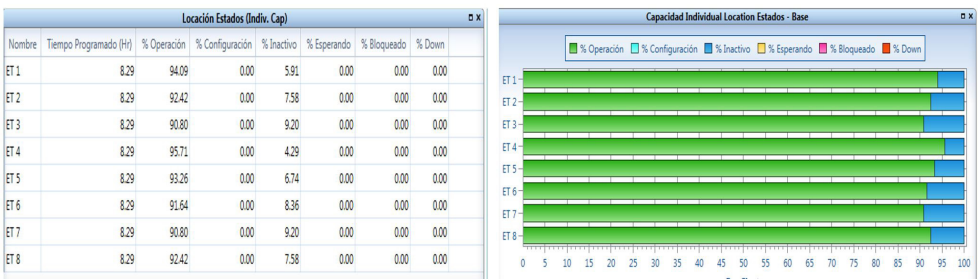 Locación Estados (Indiv. Cap)
Nombre Tiempo Programado (Hr) % Operación % Configuración % Inactivo % Esperando % Bloqueado % Down
ET 1 8.29 94.09 0.00 5.91 0.00 0.00 0.00
ET 2 8.29 92.42 0.00 7.58 0.00 0.00 0.00
ET 3 8.29 90.80 0.00 9.20 0.00 0.00 0.00
ET 4 8.29 95.71 0.00 4.29 0.00 0.00 0.00
ET 5 8.29 93.26 0.00 6.74 0.00 0.00 0.00
ET 6 8.29 91.64 0.00 8.36 0.00 0.00 0.00
ET 7 8.29 90.80 0.00 9.20 0.00 0.00 0.00
ET 8 8.29 92.42 0.00 7.58 0.00 0.00 0.00
Capacidad Individual Location Estados - Base
% Operación % Configuración % Inactivo % Esperando % Bloqueado % Down
ET 1
ET 2
ET 3
ET 4
ET 5
ET 6
ET 7
ET 8
0 5 10 15 20 25 30 35 40 45 50 55 60 65 70 75 80 85 90 95 100